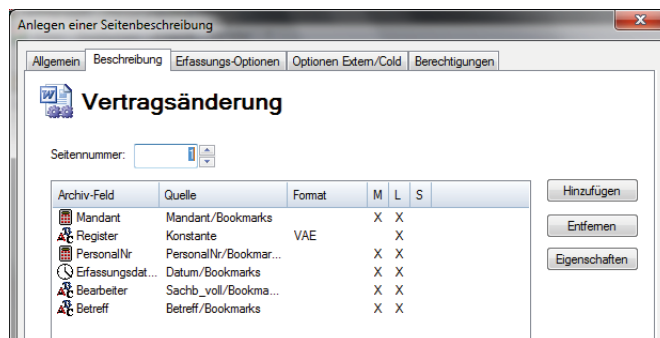 Anlegen einer Seitenbeschreibung
Allgemein Beschreibung Erfassungs-Optionen Optionen Extern/Cold Berechtigungen
Vertragsänderung
Seitennummer: 1
Archiv-Feld Quelle Format M L S
Mandant Mandant/Bookmarks X X
Register Konstante VAE X
PersonalNr PersonalNr/Bookmar... X X
Erfassungsdat... Datum/Bookmarks X X
Bearbeiter Sachb_voll/Bookma... X X
Betreff Betreff/Bookmarks X X
Hinzufügen
Entfernen
Eigenschaften